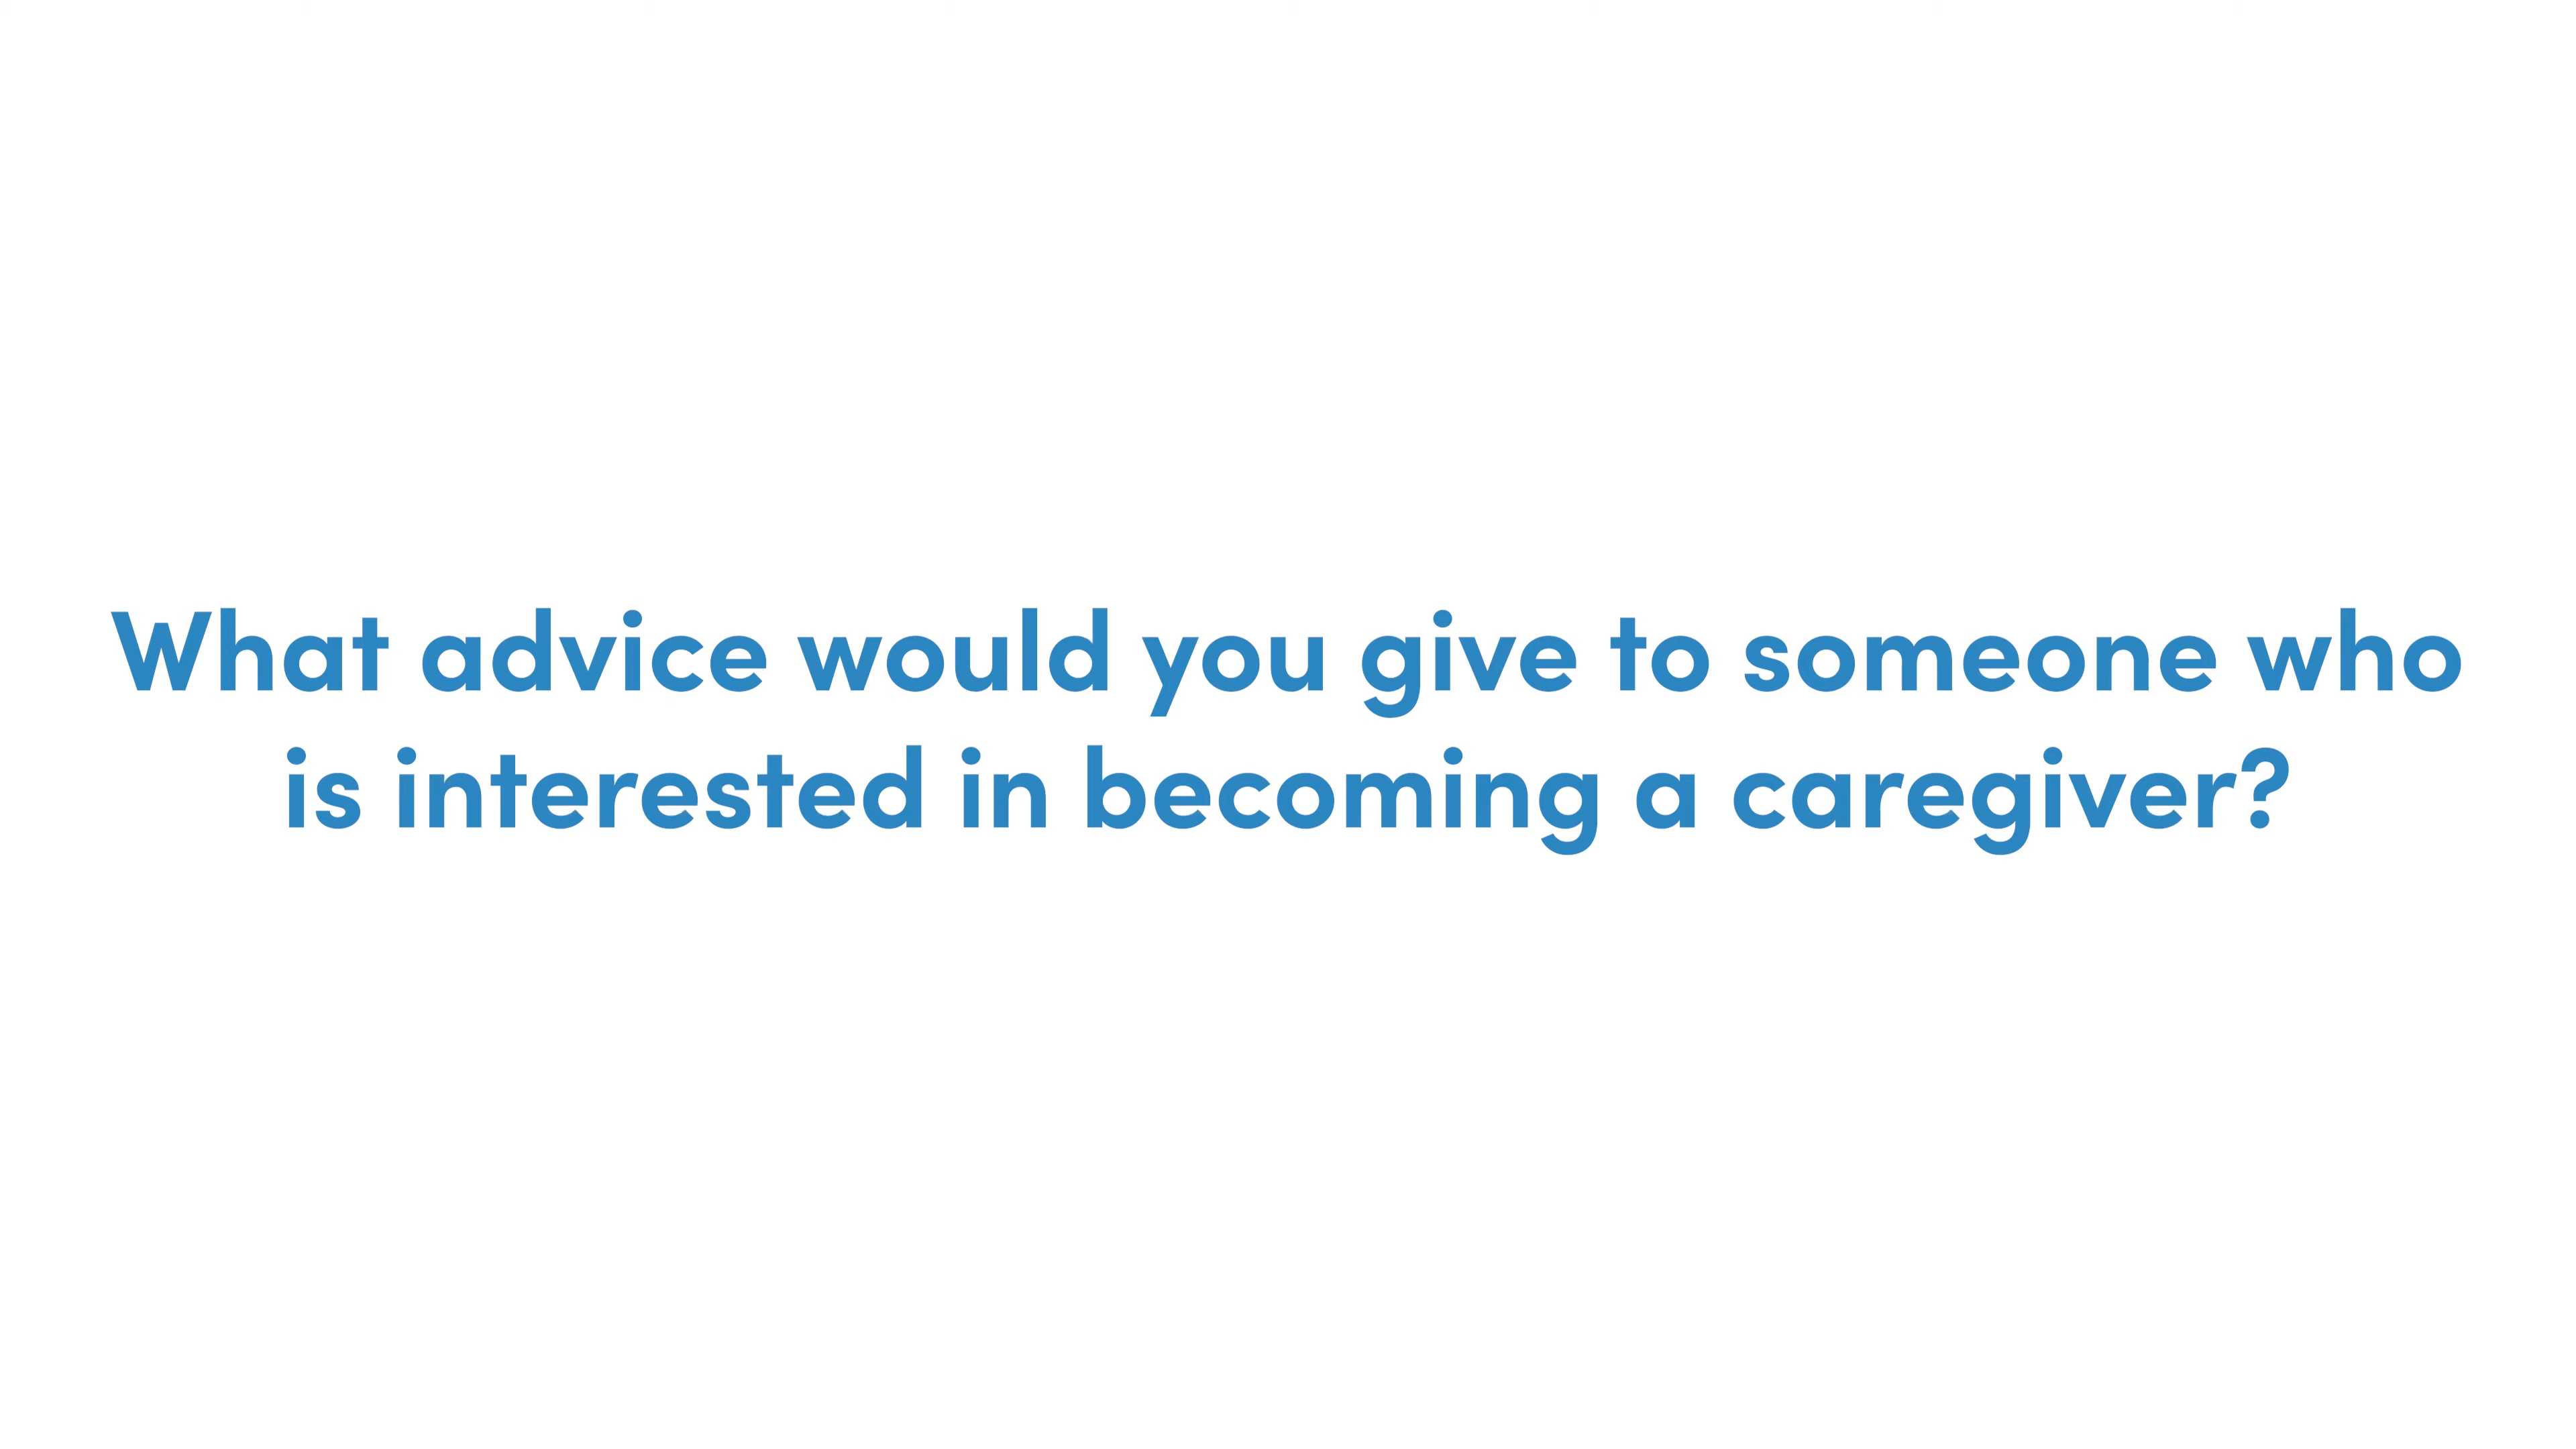 What advice would you give to someone who
is interested in becoming a caregiver?